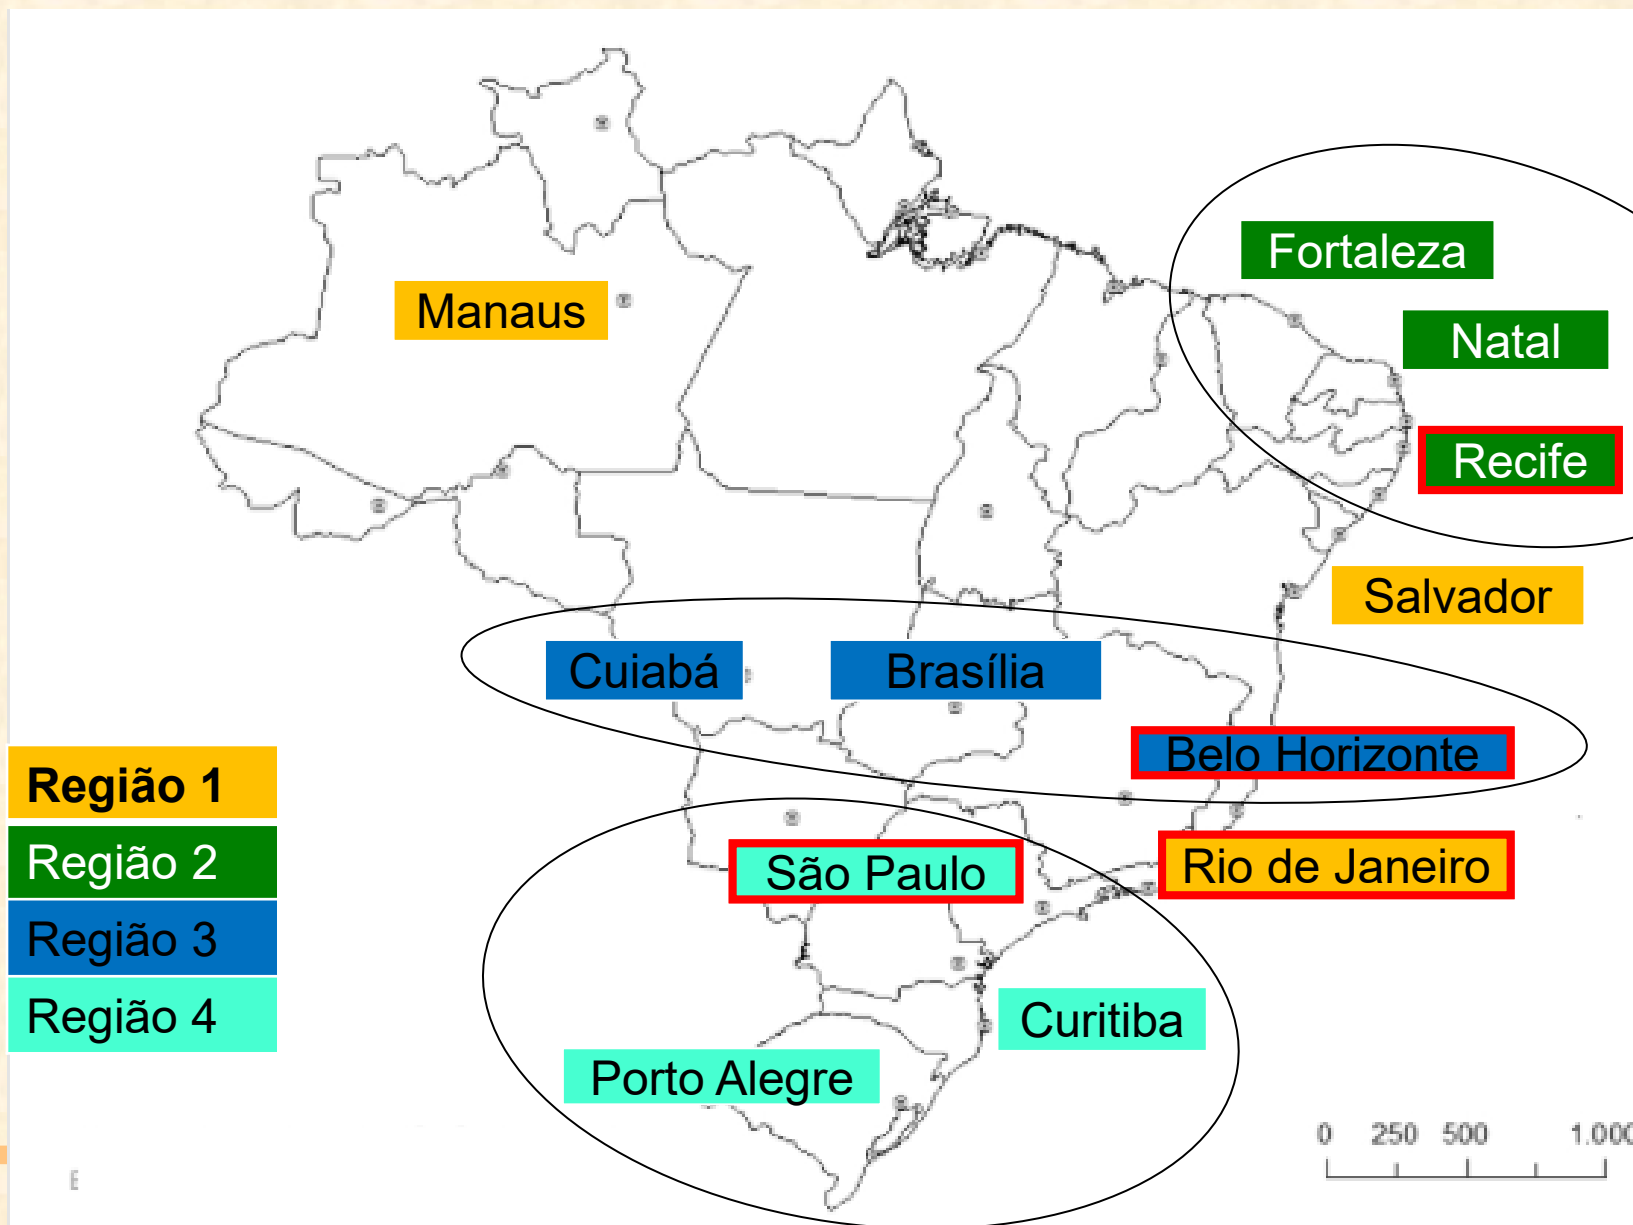 Fortaleza
Manaus
Natal
Recife
Salvador
Cuiabá
Brasília
Belo Horizonte
Região 1
Região 2
São Paulo
Rio de Janeiro
Região 3
Região 4
Curitiba
Porto Alegre
0 250 500 1.000
E